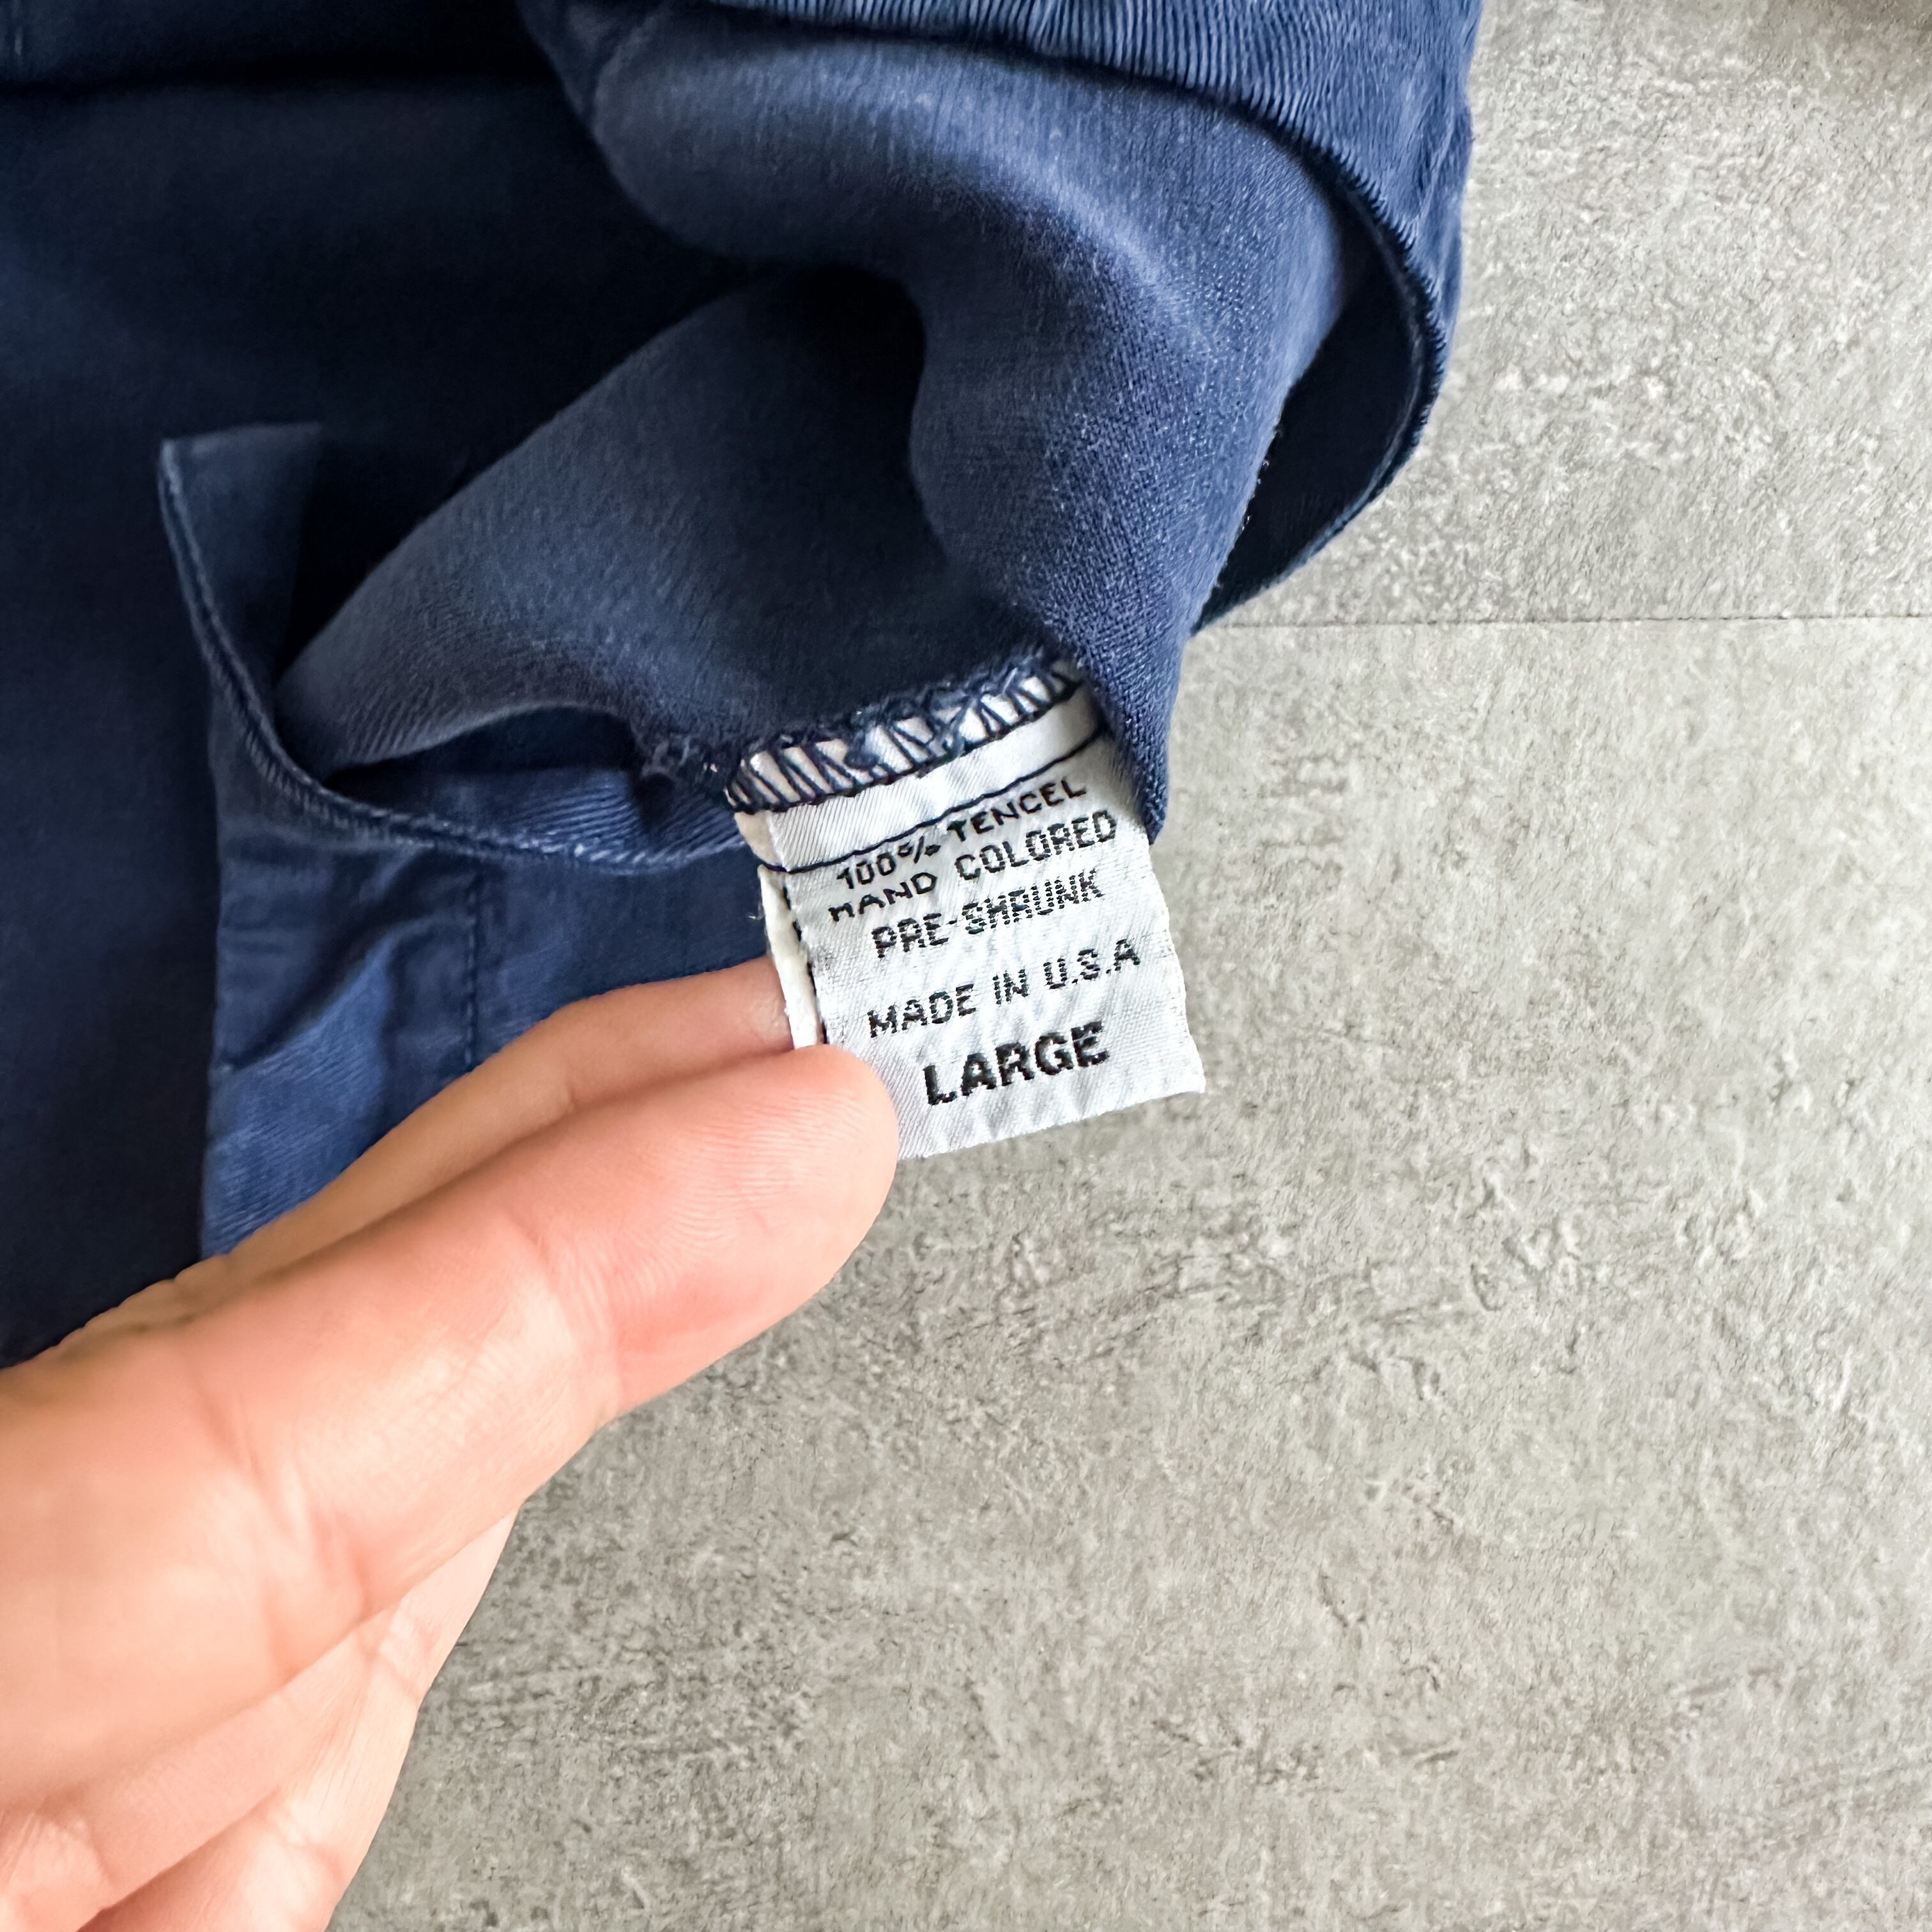 100% TENCEL
HAND COLORED
PRE-SHRUNK
MADE IN U.S.A
LARGE